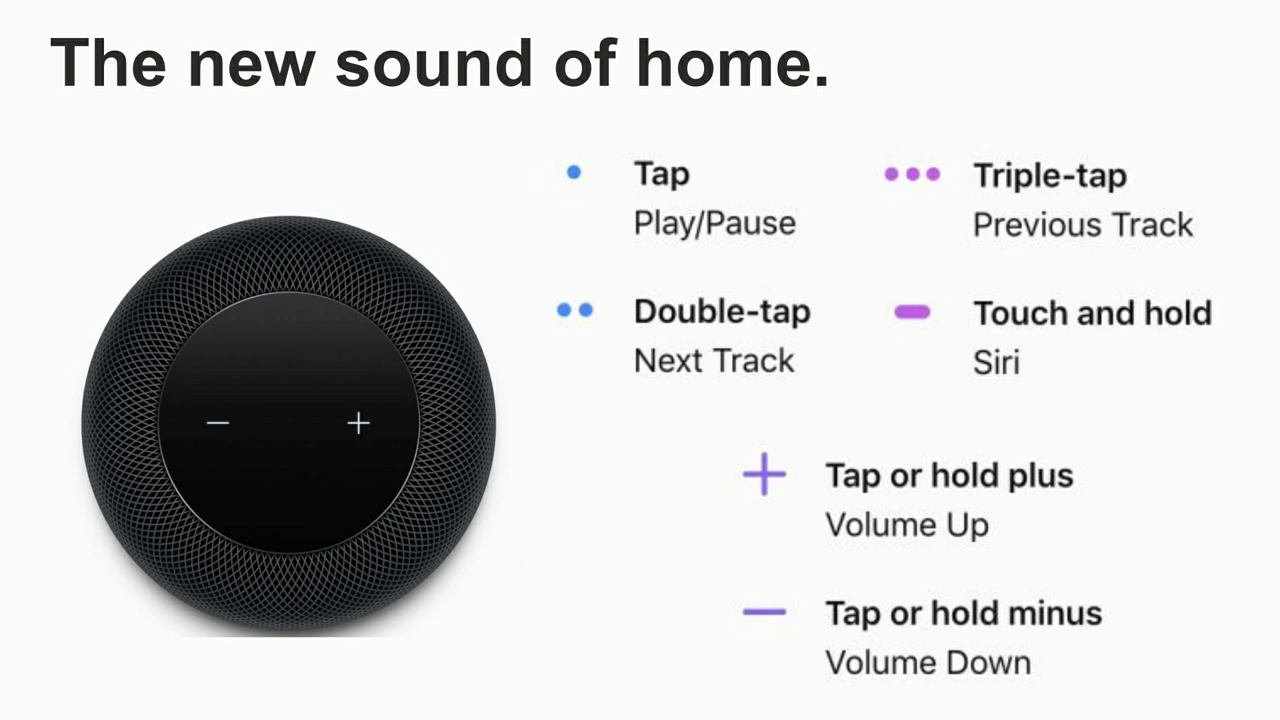 The new sound of home.
Tap
Play/Pause
Triple-tap
Previous Track
Double-tap
Next Track
Touch and hold
Siri
Tap or hold plus
Volume Up
Tap or hold minus
Volume Down